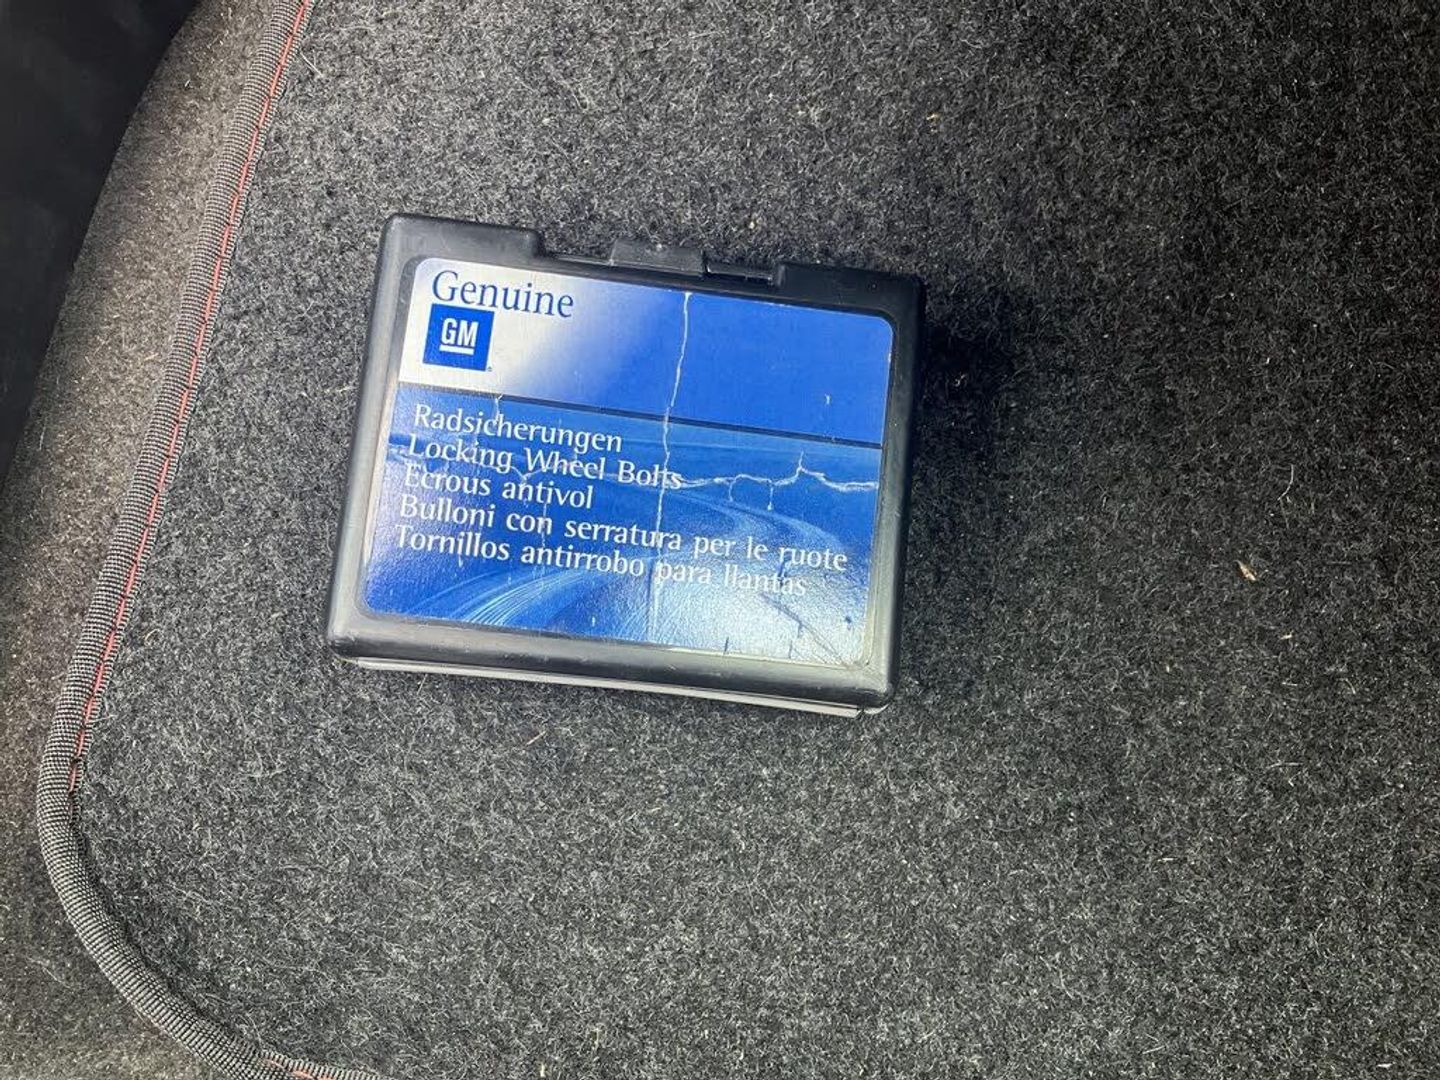 Genuine
GM
Radsicherungen
Locking Wheel Bolts
Ecrous antivol
Bulloni con serratura per le ruote
Tornillos antirrobo para llantas